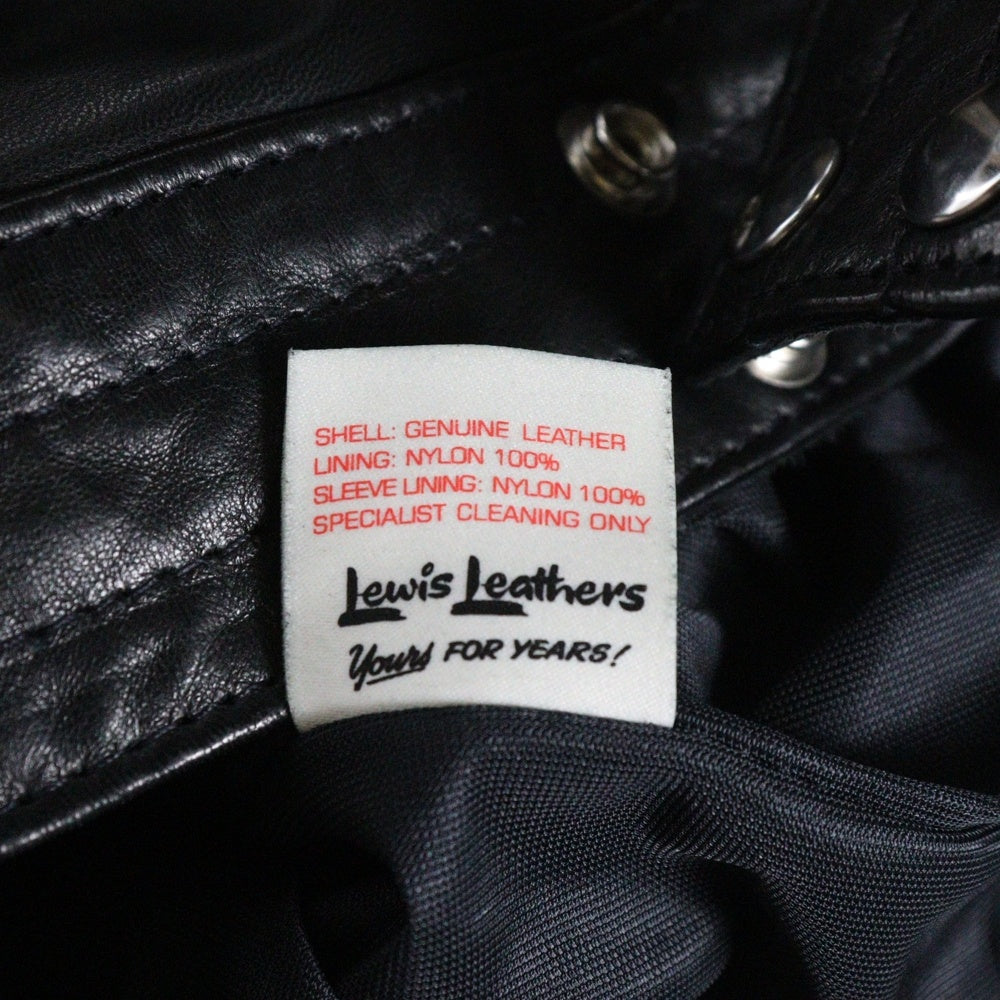 SHELL: GENUINE LEATHER
LINING: NYLON 100%
SLEEVE LINING: NYLON 100%
SPECIALIST CLEANING ONLY
Lewis Leathers
Yours FOR YEARS!